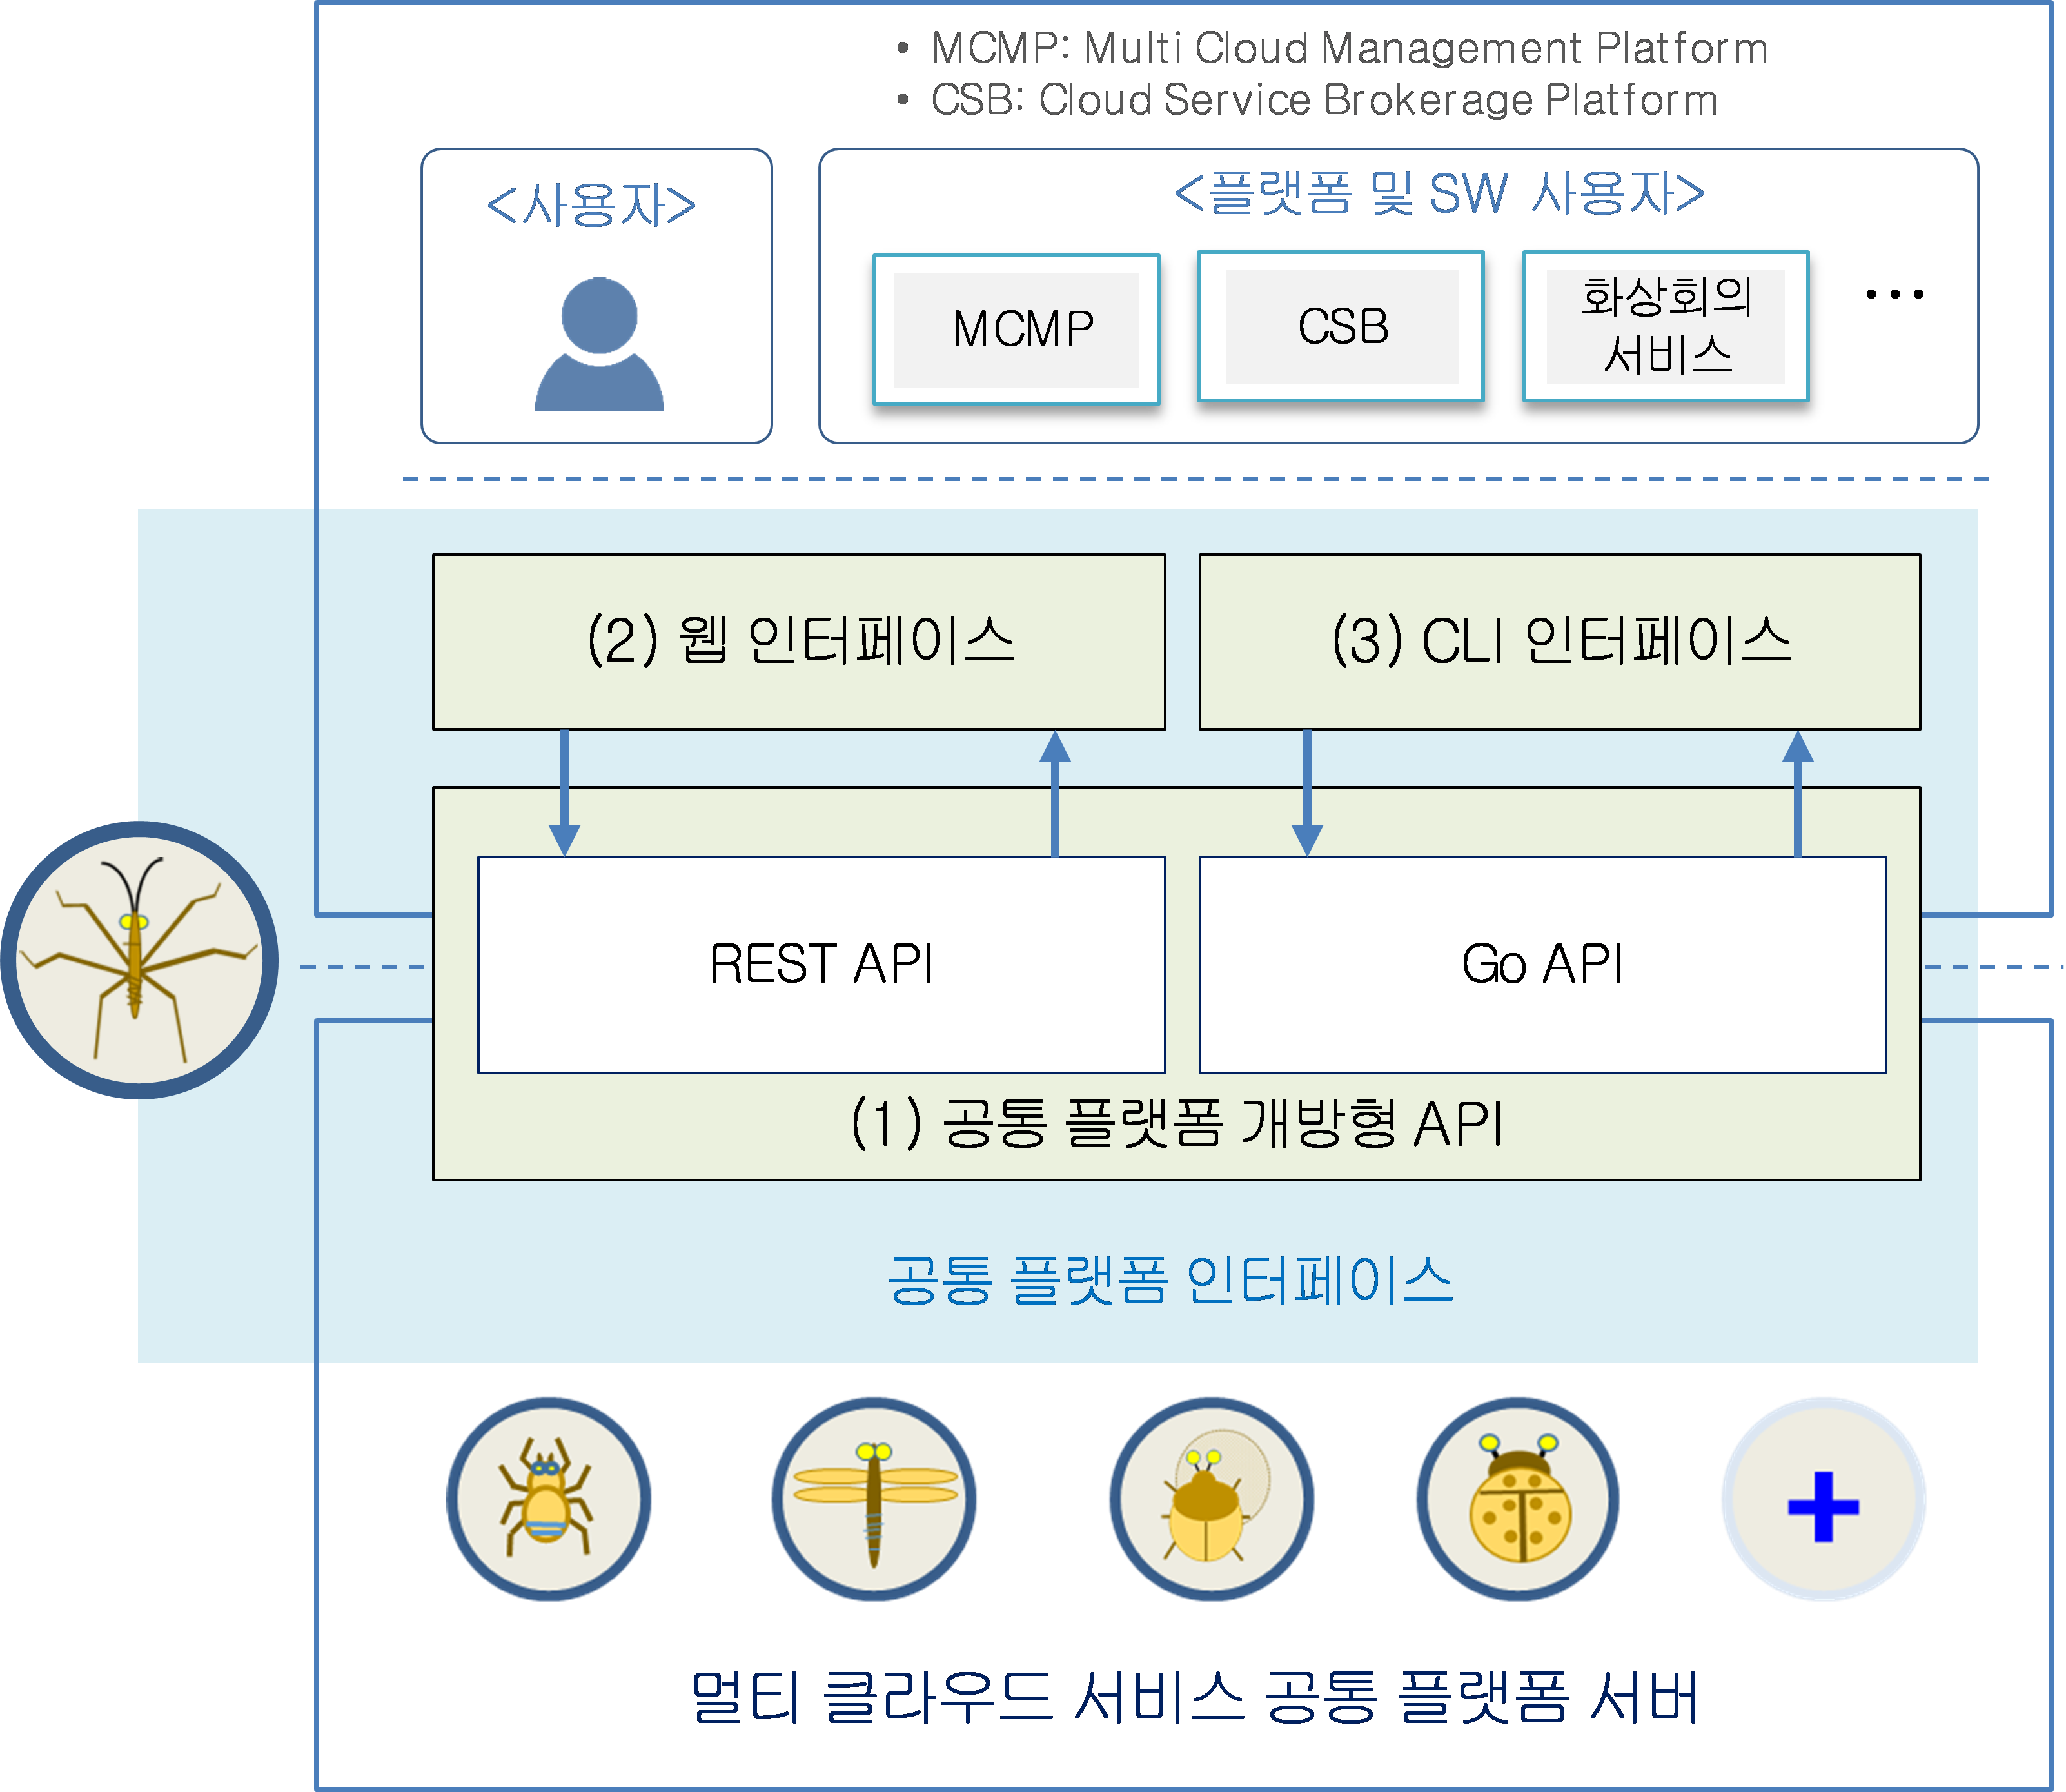 • MCMP: Multi Cloud Management Platform
• CSB: Cloud Service Brokerage Platform
<사용자>
<플랫폼 및 SW 사용자>
MCMP
CSB
화상회의
서비스
...
(2) 웹 인터페이스
(3) CLI 인터페이스
REST API
Go API
(1) 공통 플랫폼 개방형 API
공통 플랫폼 인터페이스
멀티 클라우드 서비스 공통 플랫폼 서버